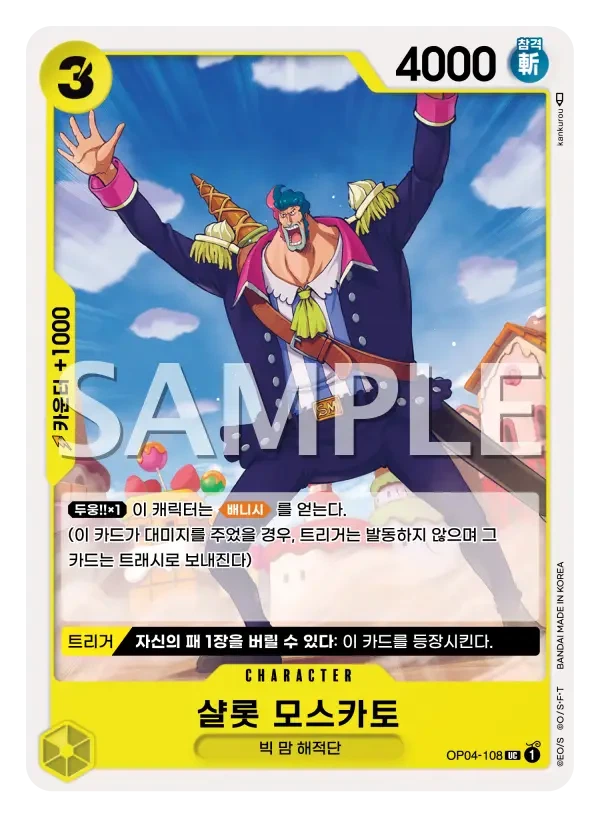 3
4000
참격
斬
kankurou
카운터 +1000
SAMPLE
두웅!!×1 이 캐릭터는 배니시 를 얻는다.
(이 카드가 대미지를 주었을 경우, 트리거는 발동하지 않으며 그
카드는 트래시로 보내진다)
트리거 자신의 패 1장을 버릴 수 있다: 이 카드를 등장시킨다.
CHARACTER
샬롯 모스카토
빅 맘 해적단
OP04-108 UC 1
©EO/S ©O/S·F·T BANDAI MADE IN KOREA